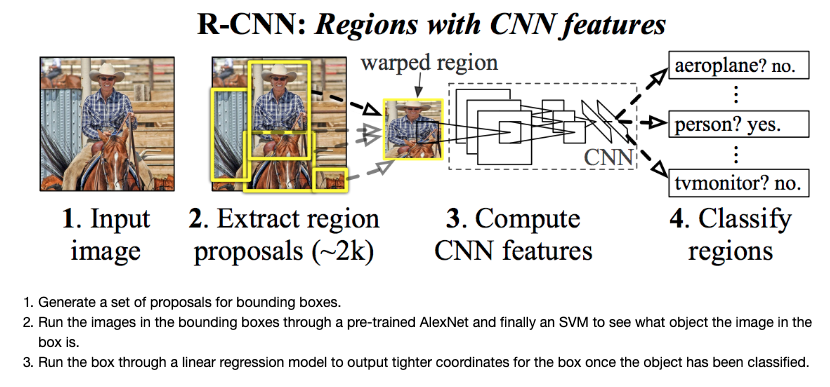 R-CNN: Regions with CNN features
warped region
aeroplane? no.
person? yes.
CNN
tvmonitor? no.
1. Input
image
2. Extract region
proposals (~2k)
3. Compute
CNN features
4. Classify
regions
1. Generate a set of proposals for bounding boxes.
2. Run the images in the bounding boxes through a pre-trained AlexNet and finally an SVM to see what object the image in the
box is.
3. Run the box through a linear regression model to output tighter coordinates for the box once the object has been classified.